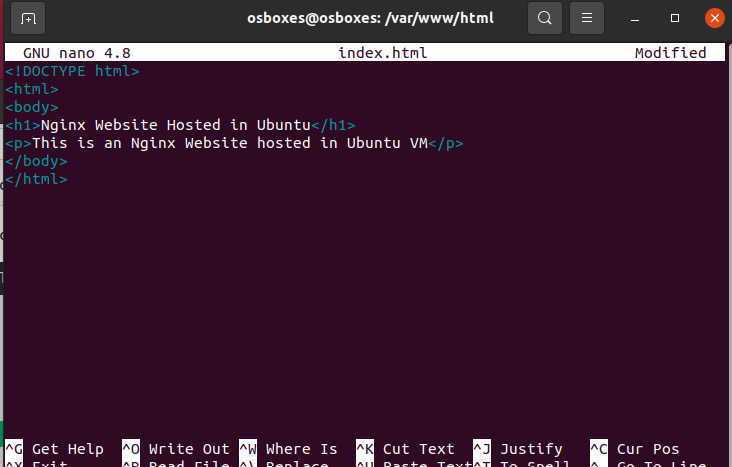 osboxes@osboxes: /var/www/html
GNU nano 4.8 index.html Modified
<!DOCTYPE html>
<html>
<body>
<h1>Nginx Website Hosted in Ubuntu</h1>
<p>This is an Nginx Website hosted in Ubuntu VM</p>
</body>
</html>
^G Get Help ^O Write Out ^W Where Is ^K Cut Text ^J Justify ^C Cur Pos
^X Exit ^R Read File ^\ Replace ^U Paste Text ^T To Spell ^_ Go To Line